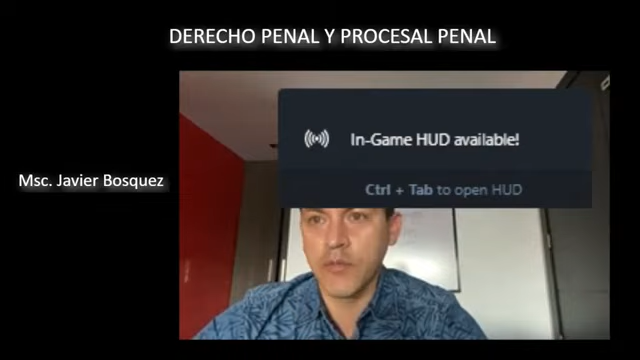 DERECHO PENAL Y PROCESAL PENAL
In-Game HUD available!
Msc. Javier Bosquez
Ctrl + Tab to open HUD